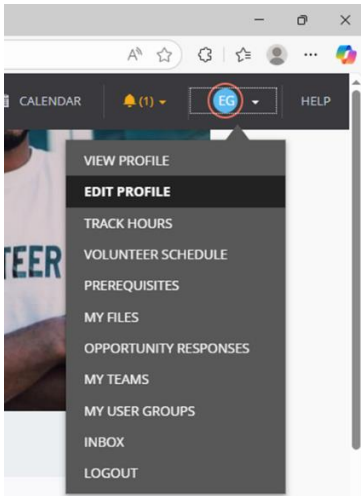 CALENDAR
(1)
EG
HELP
VIEW PROFILE
EDIT PROFILE
TRACK HOURS
VOLUNTEER SCHEDULE
PREREQUISITES
MY FILES
OPPORTUNITY RESPONSES
MY TEAMS
MY USER GROUPS
INBOX
LOGOUT
TEER